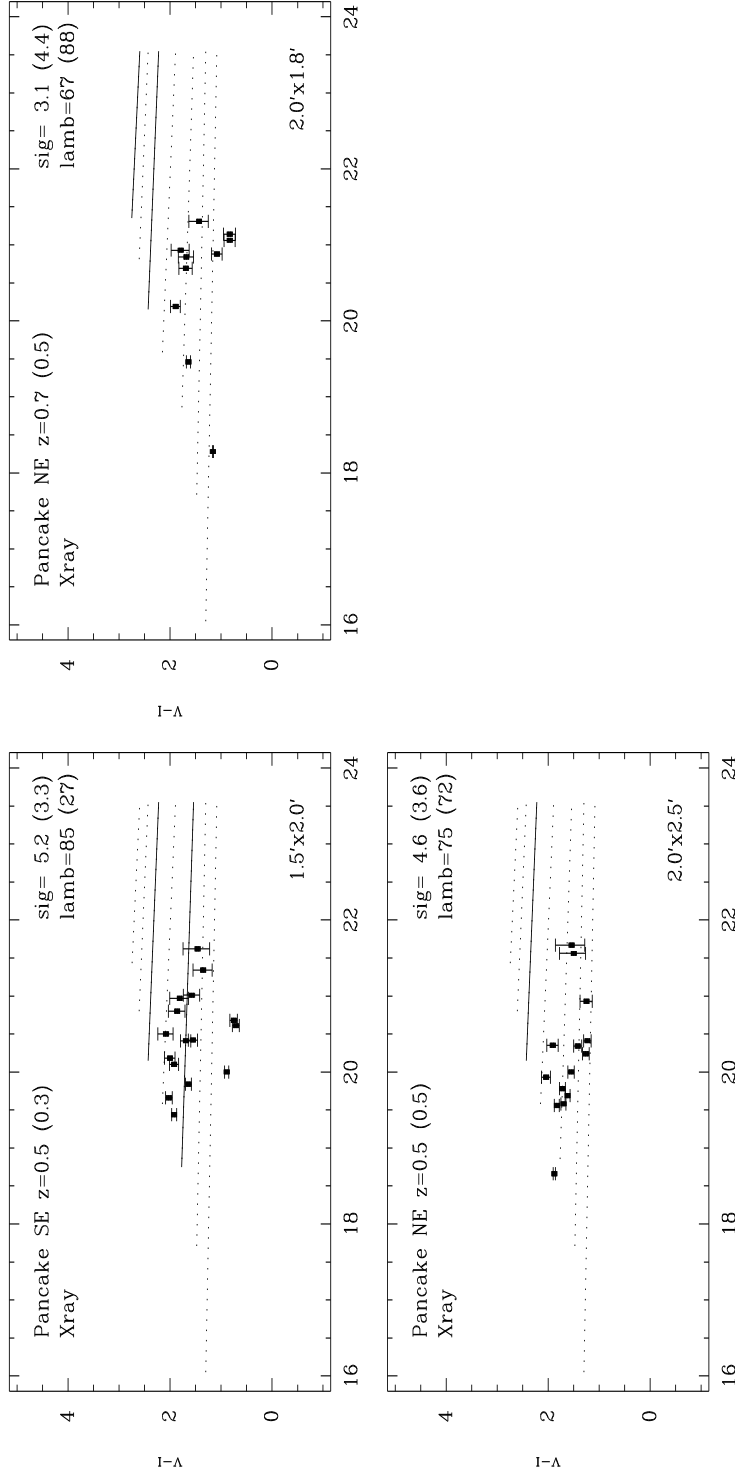 Pancake SE z=0.5 (0.3)
Xray
sig= 5.2 (3.3)
lamb=85 (27)
1.5'x2.0'
V-I
4
2
0
16 18 20 22 24
Pancake NE z=0.7 (0.5)
Xray
sig= 3.1 (4.4)
lamb=67 (88)
2.0'x1.8'
V-I
4
2
0
16 18 20 22 24
Pancake NE z=0.5 (0.5)
Xray
sig= 4.6 (3.6)
lamb=75 (72)
2.0'x2.5'
V-I
4
2
0
16 18 20 22 24